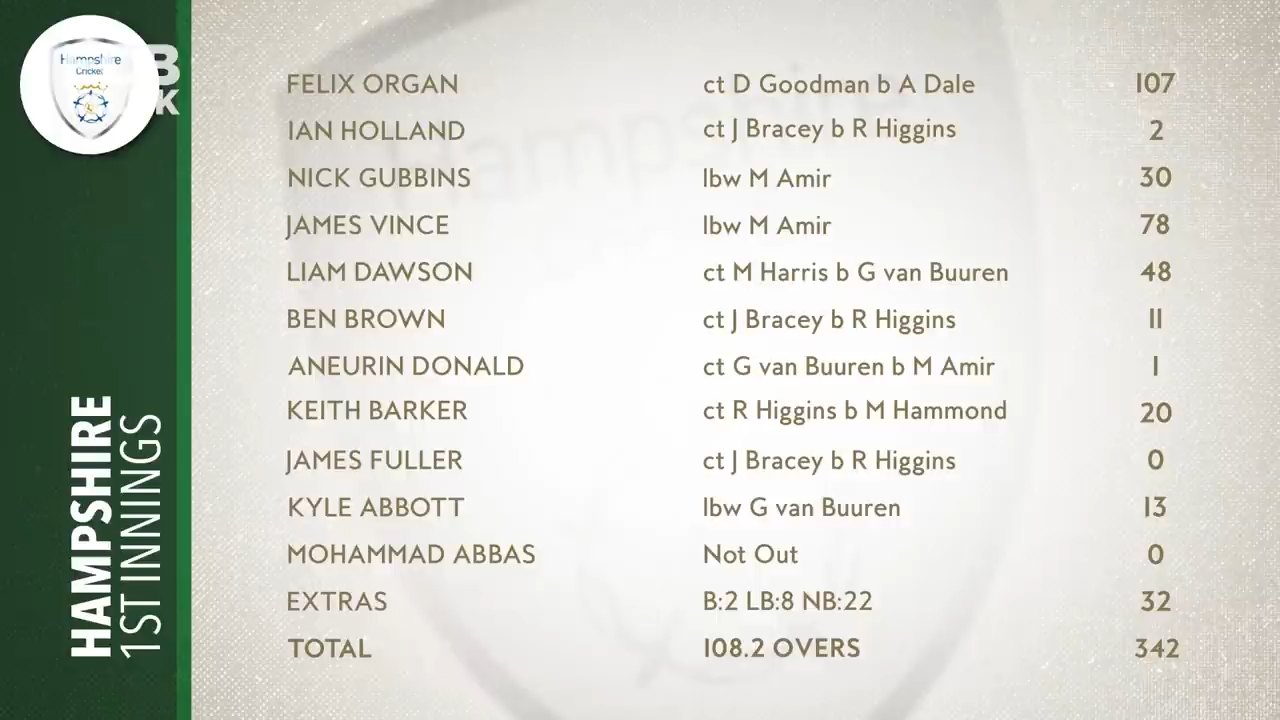 Hampshire
Cricket
B
K
HAMPSHIRE
1ST INNINGS
FELIX ORGAN ct D Goodman b A Dale 107
IAN HOLLAND ct J Bracey b R Higgins 2
NICK GUBBINS lbw M Amir 30
JAMES VINCE lbw M Amir 78
LIAM DAWSON ct M Harris b G van Buuren 48
BEN BROWN ct J Bracey b R Higgins 11
ANEURIN DONALD ct G van Buuren b M Amir 1
KEITH BARKER ct R Higgins b M Hammond 20
JAMES FULLER ct J Bracey b R Higgins 0
KYLE ABBOTT lbw G van Buuren 13
MOHAMMAD ABBAS Not Out 0
EXTRAS B:2 LB:8 NB:22 32
TOTAL 108.2 OVERS 342